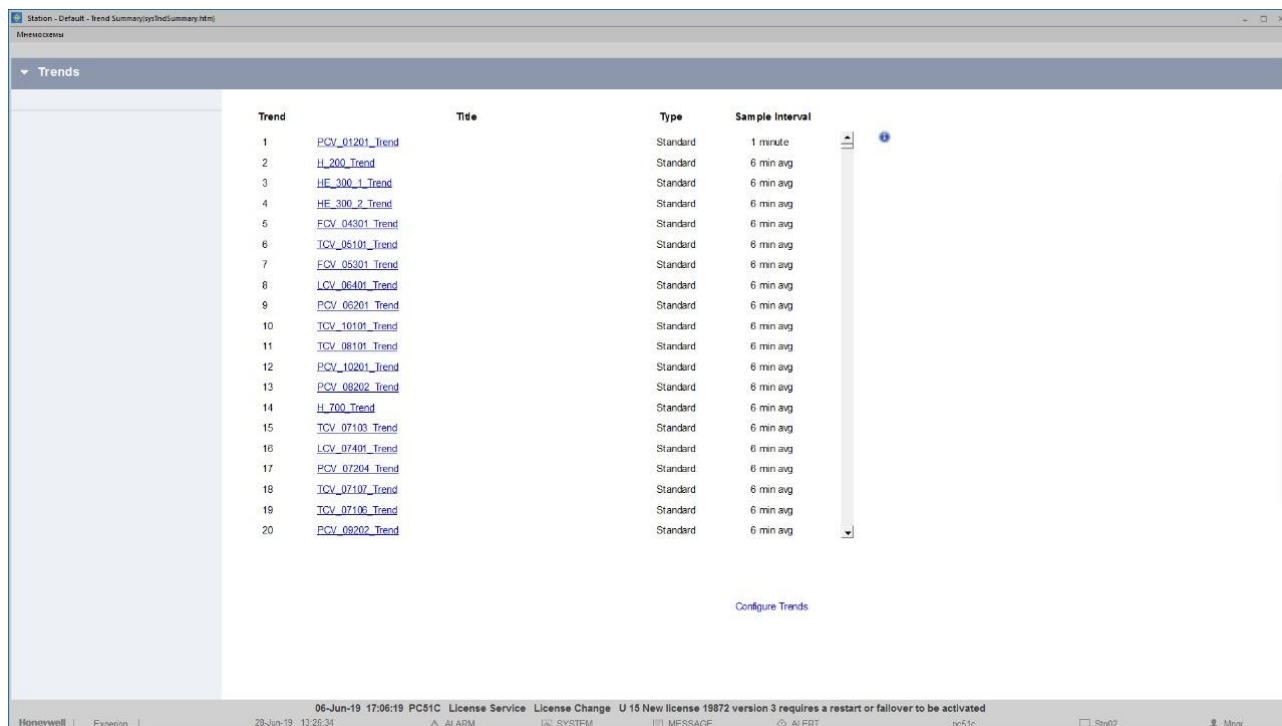 Station - Default - Trend Summary(sysTrndSummary.htm)
Мнемосхемы
Trends
Trend Title Type Sample Interval
1 PCV_01201_Trend Standard 1 minute
2 H_200_Trend Standard 6 min avg
3 HE_300_1_Trend Standard 6 min avg
4 HE_300_2_Trend Standard 6 min avg
5 FCV_04301_Trend Standard 6 min avg
6 TCV_05101_Trend Standard 6 min avg
7 FCV_05301_Trend Standard 6 min avg
8 LCV_06401_Trend Standard 6 min avg
9 PCV_06201_Trend Standard 6 min avg
10 TCV_10101_Trend Standard 6 min avg
11 TCV_08101_Trend Standard 6 min avg
12 PCV_10201_Trend Standard 6 min avg
13 PCV_08202_Trend Standard 6 min avg
14 H_700_Trend Standard 6 min avg
15 TCV_07103_Trend Standard 6 min avg
16 LCV_07401_Trend Standard 6 min avg
17 PCV_07204_Trend Standard 6 min avg
18 TCV_07107_Trend Standard 6 min avg
19 TCV_07106_Trend Standard 6 min avg
20 PCV_09202_Trend Standard 6 min avg
Configure Trends
06-Jun-19 17:06:19 PC51C License Service License Change U 15 New license 19872 version 3 requires a restart or failover to be activated
Honeywell Experion 28-Jun-19 13:26:34 ALARM SYSTEM MESSAGE ALERT pc51c Stn02 Mngr